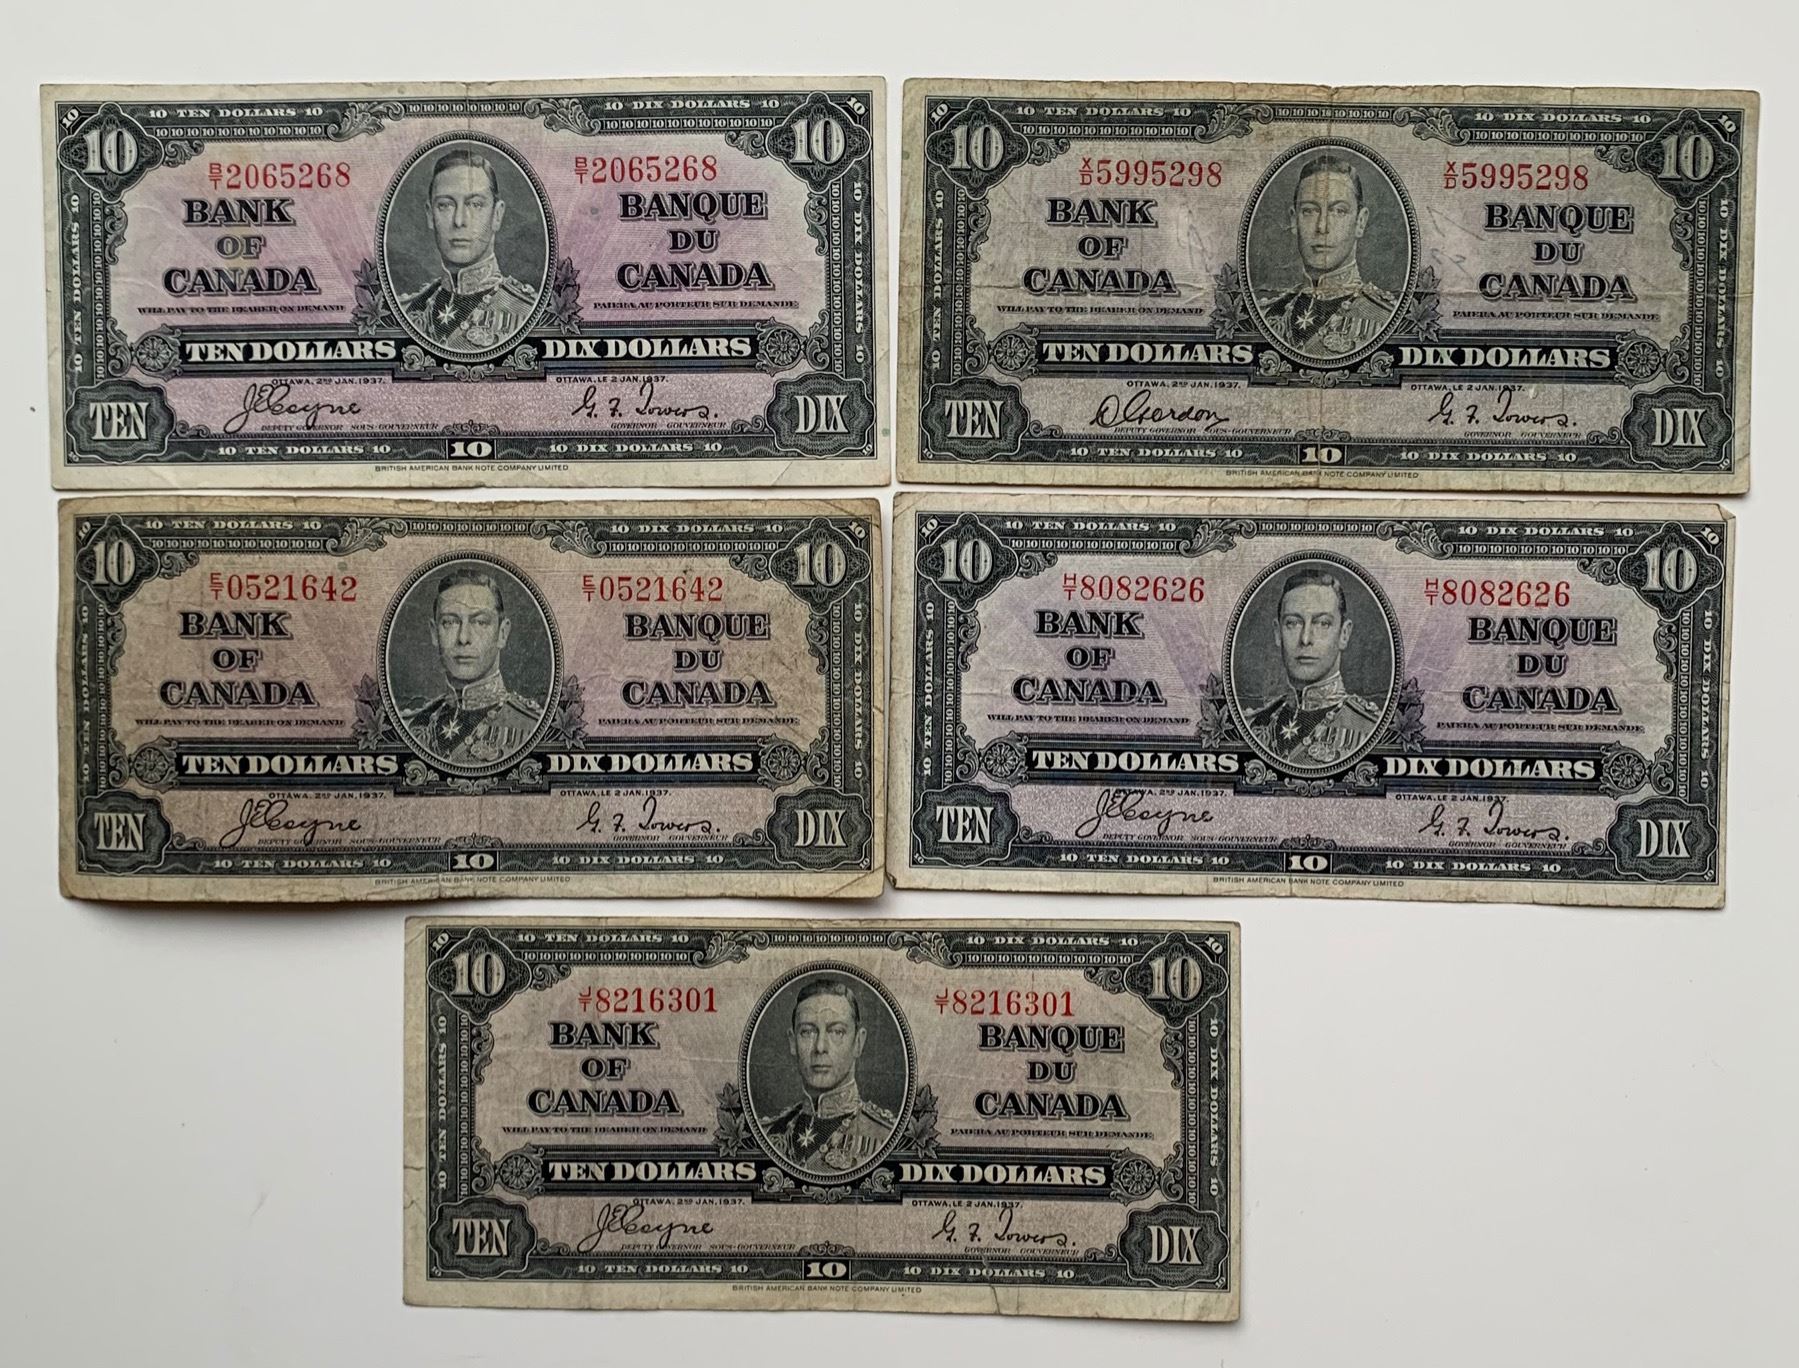 10 TEN DOLLARS 10 10 DIX DOLLARS 10
10 10
B/T 2065268 B/T 2065268
BANK OF CANADA BANQUE DU CANADA
WILL PAY TO THE BEARER ON DEMAND PAIERA AU PORTEUR SUR DEMANDE
TEN DOLLARS DIX DOLLARS
OTTAWA, 2ND JAN. 1937. OTTAWA, LE 2 JAN. 1937.
TEN J.E. Coyne G. F. Towers. DIX
DEPUTY GOVERNOR SOUS-GOUVERNEUR GOVERNOR GOUVERNEUR
10 TEN DOLLARS 10 10 10 DIX DOLLARS 10
BRITISH AMERICAN BANK NOTE COMPANY LIMITED
10 TEN DOLLARS 10 10 DIX DOLLARS 10
10 10
X/D 5995298 X/D 5995298
BANK OF CANADA BANQUE DU CANADA
WILL PAY TO THE BEARER ON DEMAND PAIERA AU PORTEUR SUR DEMANDE
TEN DOLLARS DIX DOLLARS
OTTAWA, 2ND JAN. 1937. OTTAWA, LE 2 JAN. 1937.
TEN D Gordon G. F. Towers. DIX
DEPUTY GOVERNOR SOUS-GOUVERNEUR GOVERNOR GOUVERNEUR
10 TEN DOLLARS 10 10 10 DIX DOLLARS 10
BRITISH AMERICAN BANK NOTE COMPANY LIMITED
10 TEN DOLLARS 10 10 DIX DOLLARS 10
10 10
E/T 0521642 E/T 0521642
BANK OF CANADA BANQUE DU CANADA
WILL PAY TO THE BEARER ON DEMAND PAIERA AU PORTEUR SUR DEMANDE
TEN DOLLARS DIX DOLLARS
OTTAWA, 2ND JAN. 1937. OTTAWA, LE 2 JAN. 1937.
TEN J.E. Coyne G. F. Towers. DIX
DEPUTY GOVERNOR SOUS-GOUVERNEUR GOVERNOR GOUVERNEUR
10 TEN DOLLARS 10 10 10 DIX DOLLARS 10
BRITISH AMERICAN BANK NOTE COMPANY LIMITED
10 TEN DOLLARS 10 10 DIX DOLLARS 10
10 10
H/T 8082626 H/T 8082626
BANK OF CANADA BANQUE DU CANADA
WILL PAY TO THE BEARER ON DEMAND PAIERA AU PORTEUR SUR DEMANDE
TEN DOLLARS DIX DOLLARS
OTTAWA, 2ND JAN. 1937. OTTAWA, LE 2 JAN. 1937.
TEN J.E. Coyne G. F. Towers. DIX
DEPUTY GOVERNOR SOUS-GOUVERNEUR GOVERNOR GOUVERNEUR
10 TEN DOLLARS 10 10 10 DIX DOLLARS 10
BRITISH AMERICAN BANK NOTE COMPANY LIMITED
10 TEN DOLLARS 10 10 DIX DOLLARS 10
10 10
J/T 8216301 J/T 8216301
BANK OF CANADA BANQUE DU CANADA
WILL PAY TO THE BEARER ON DEMAND PAIERA AU PORTEUR SUR DEMANDE
TEN DOLLARS DIX DOLLARS
OTTAWA, 2ND JAN. 1937. OTTAWA, LE 2 JAN. 1937.
TEN J.E. Coyne G. F. Towers. DIX
DEPUTY GOVERNOR SOUS-GOUVERNEUR GOVERNOR GOUVERNEUR
10 TEN DOLLARS 10 10 10 DIX DOLLARS 10
BRITISH AMERICAN BANK NOTE COMPANY LIMITED